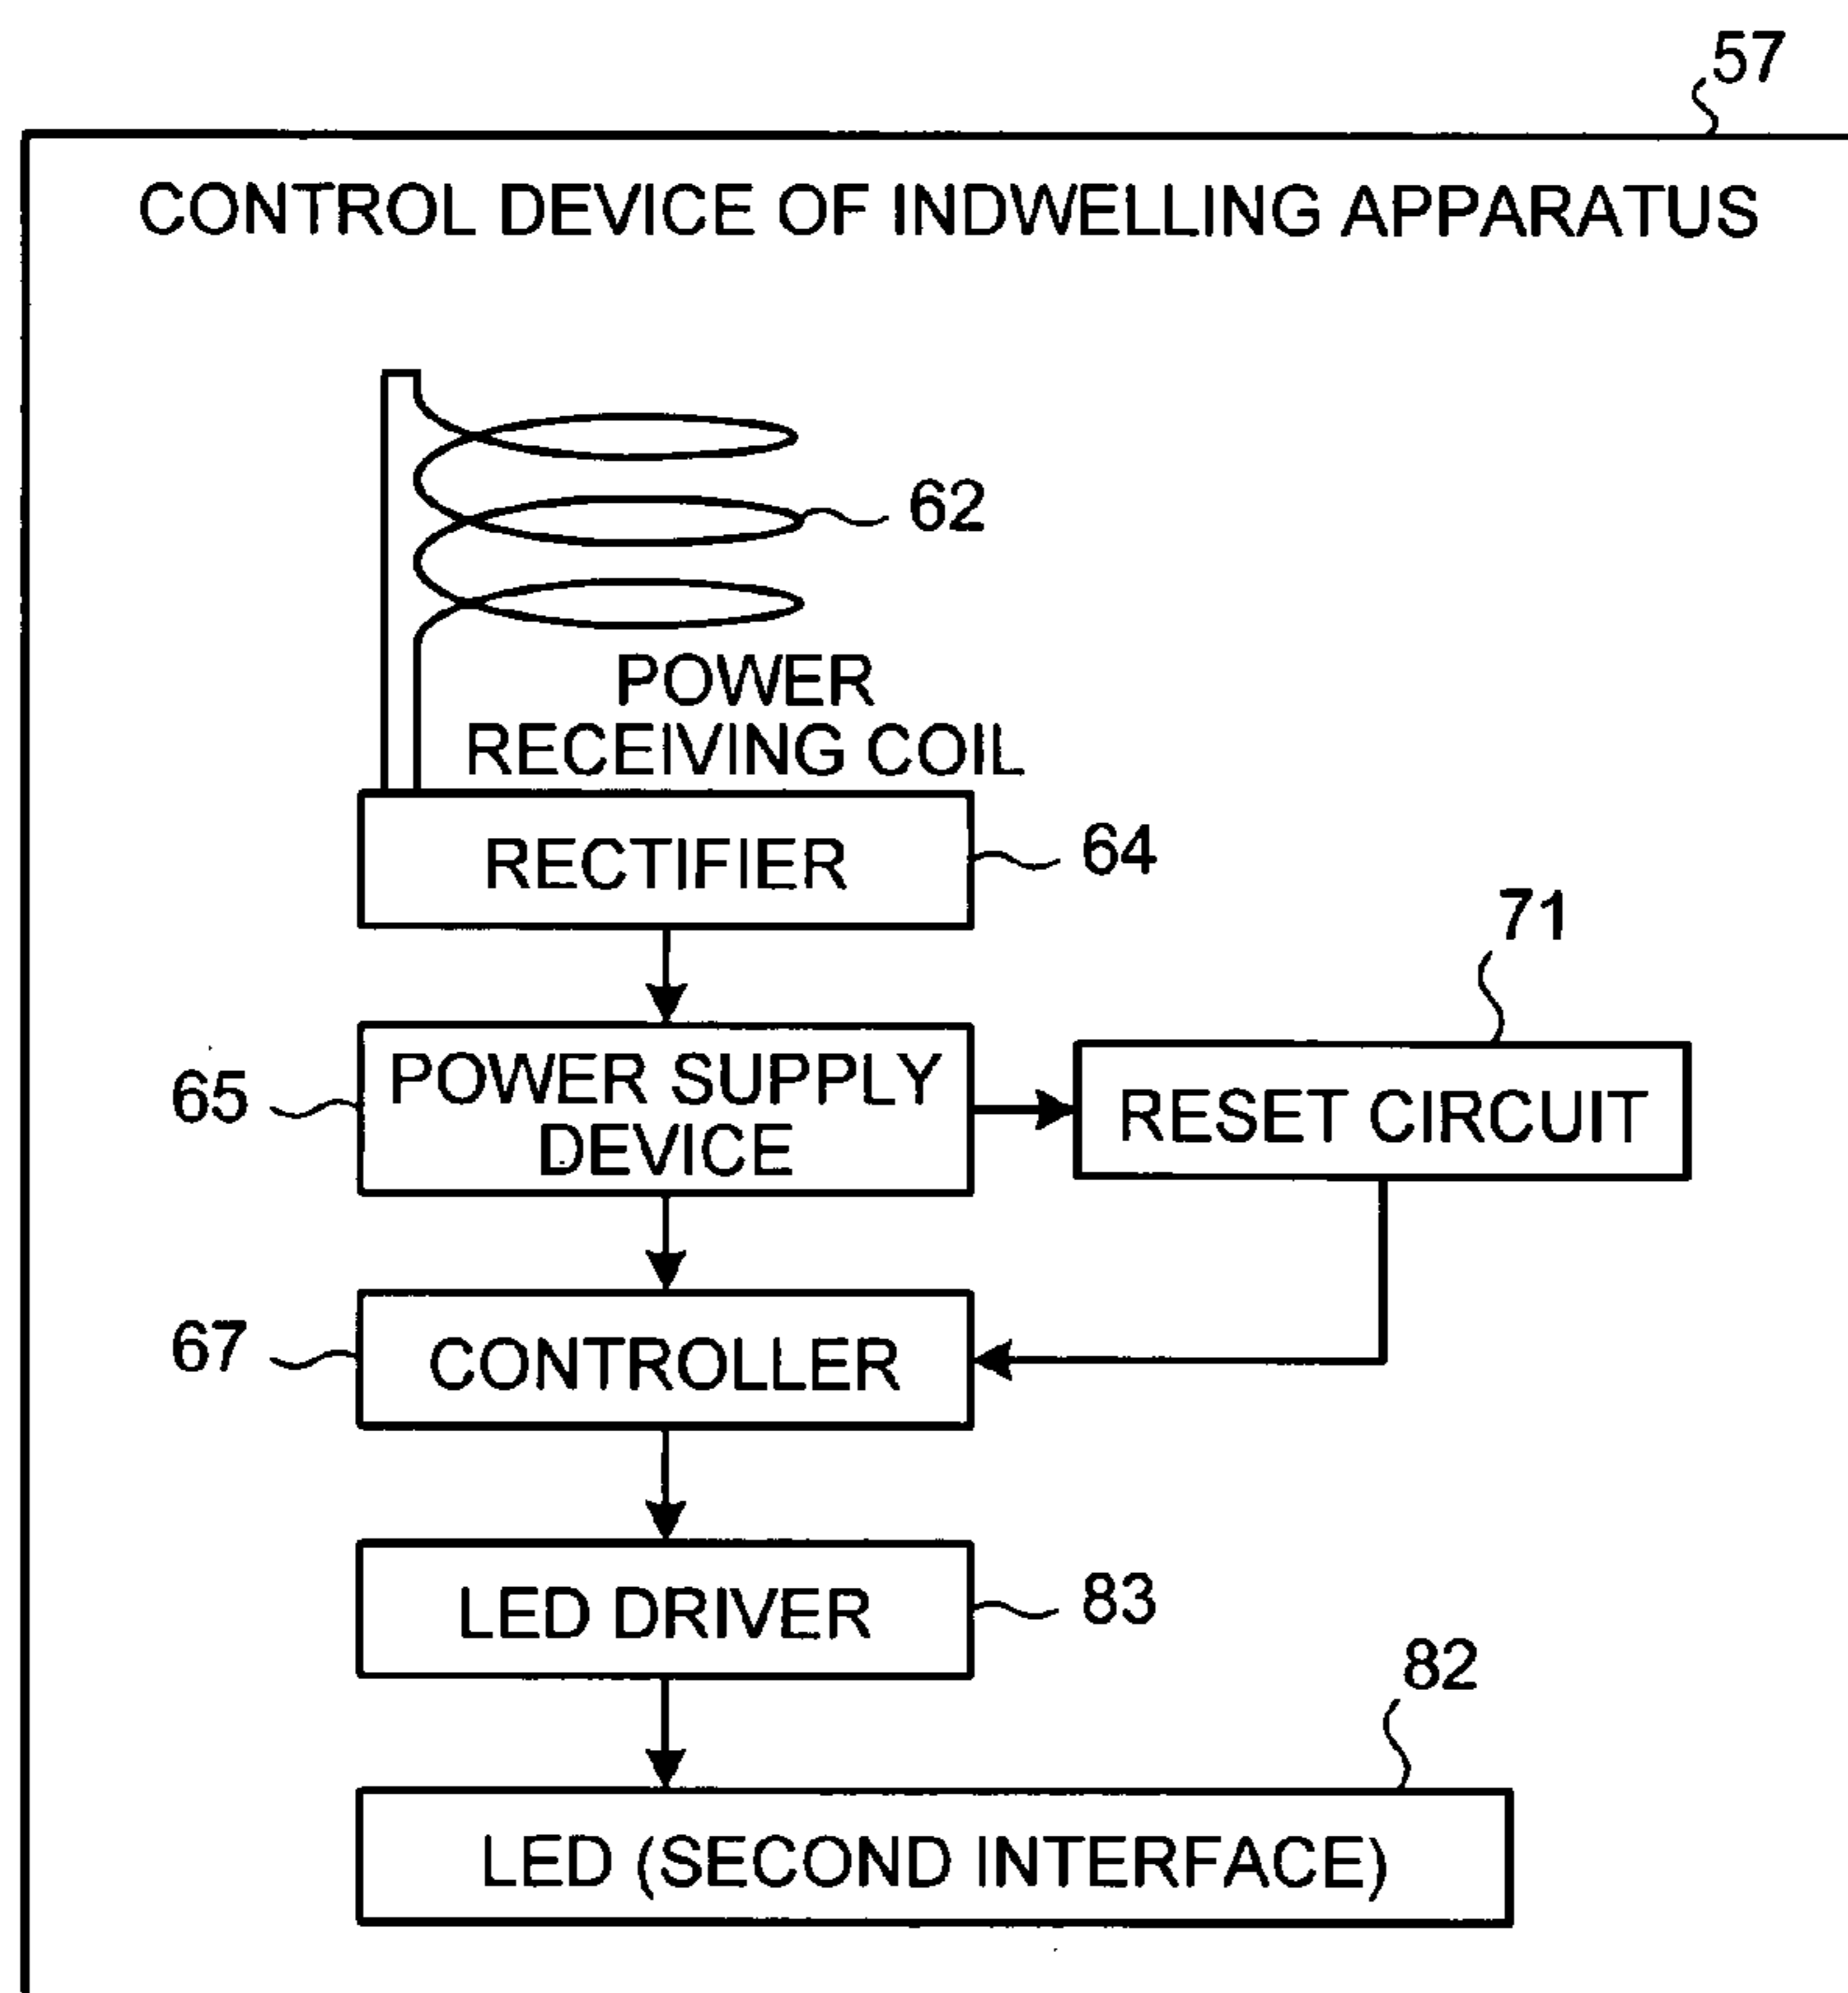 57
CONTROL DEVICE OF INDWELLING APPARATUS
62
POWER
RECEIVING COIL
RECTIFIER
64
71
65
POWER SUPPLY
DEVICE
RESET CIRCUIT
67
CONTROLLER
LED DRIVER
83
82
LED (SECOND INTERFACE)